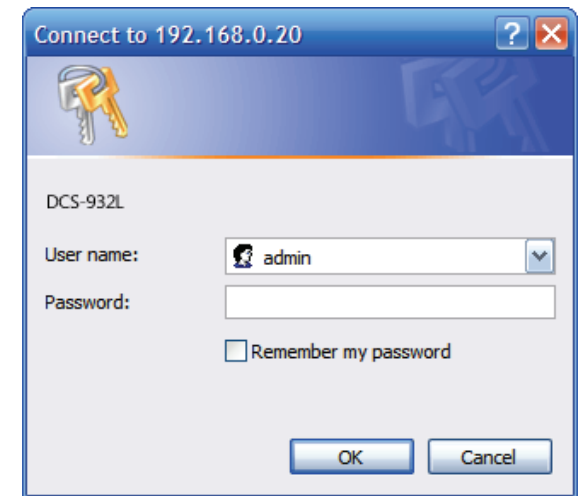 Connect to 192.168.0.20
DCS-932L
User name: admin
Password:
Remember my password
OK Cancel